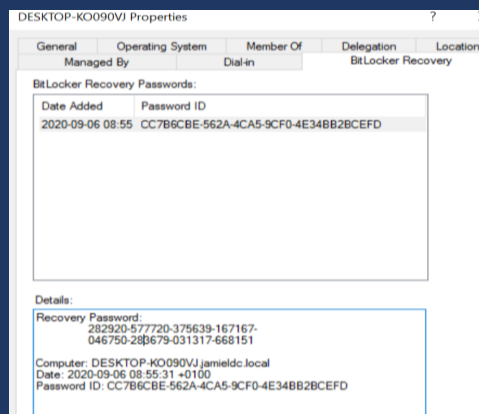 DESKTOP-KO090VJ Properties ?
General Operating System Member Of Delegation Location
Managed By Dial-in BitLocker Recovery
BitLocker Recovery Passwords:
Date Added Password ID
2020-09-06 08:55 CC7B6CBE-562A-4CA5-9CF0-4E34BB2BCEFD
Details:
Recovery Password:
282920-577720-375639-167167-
046750-283679-031317-668151
Computer: DESKTOP-KO090VJ.jamieldc.local
Date: 2020-09-06 08:55:31 +0100
Password ID: CC7B6CBE-562A-4CA5-9CF0-4E34BB2BCEFD